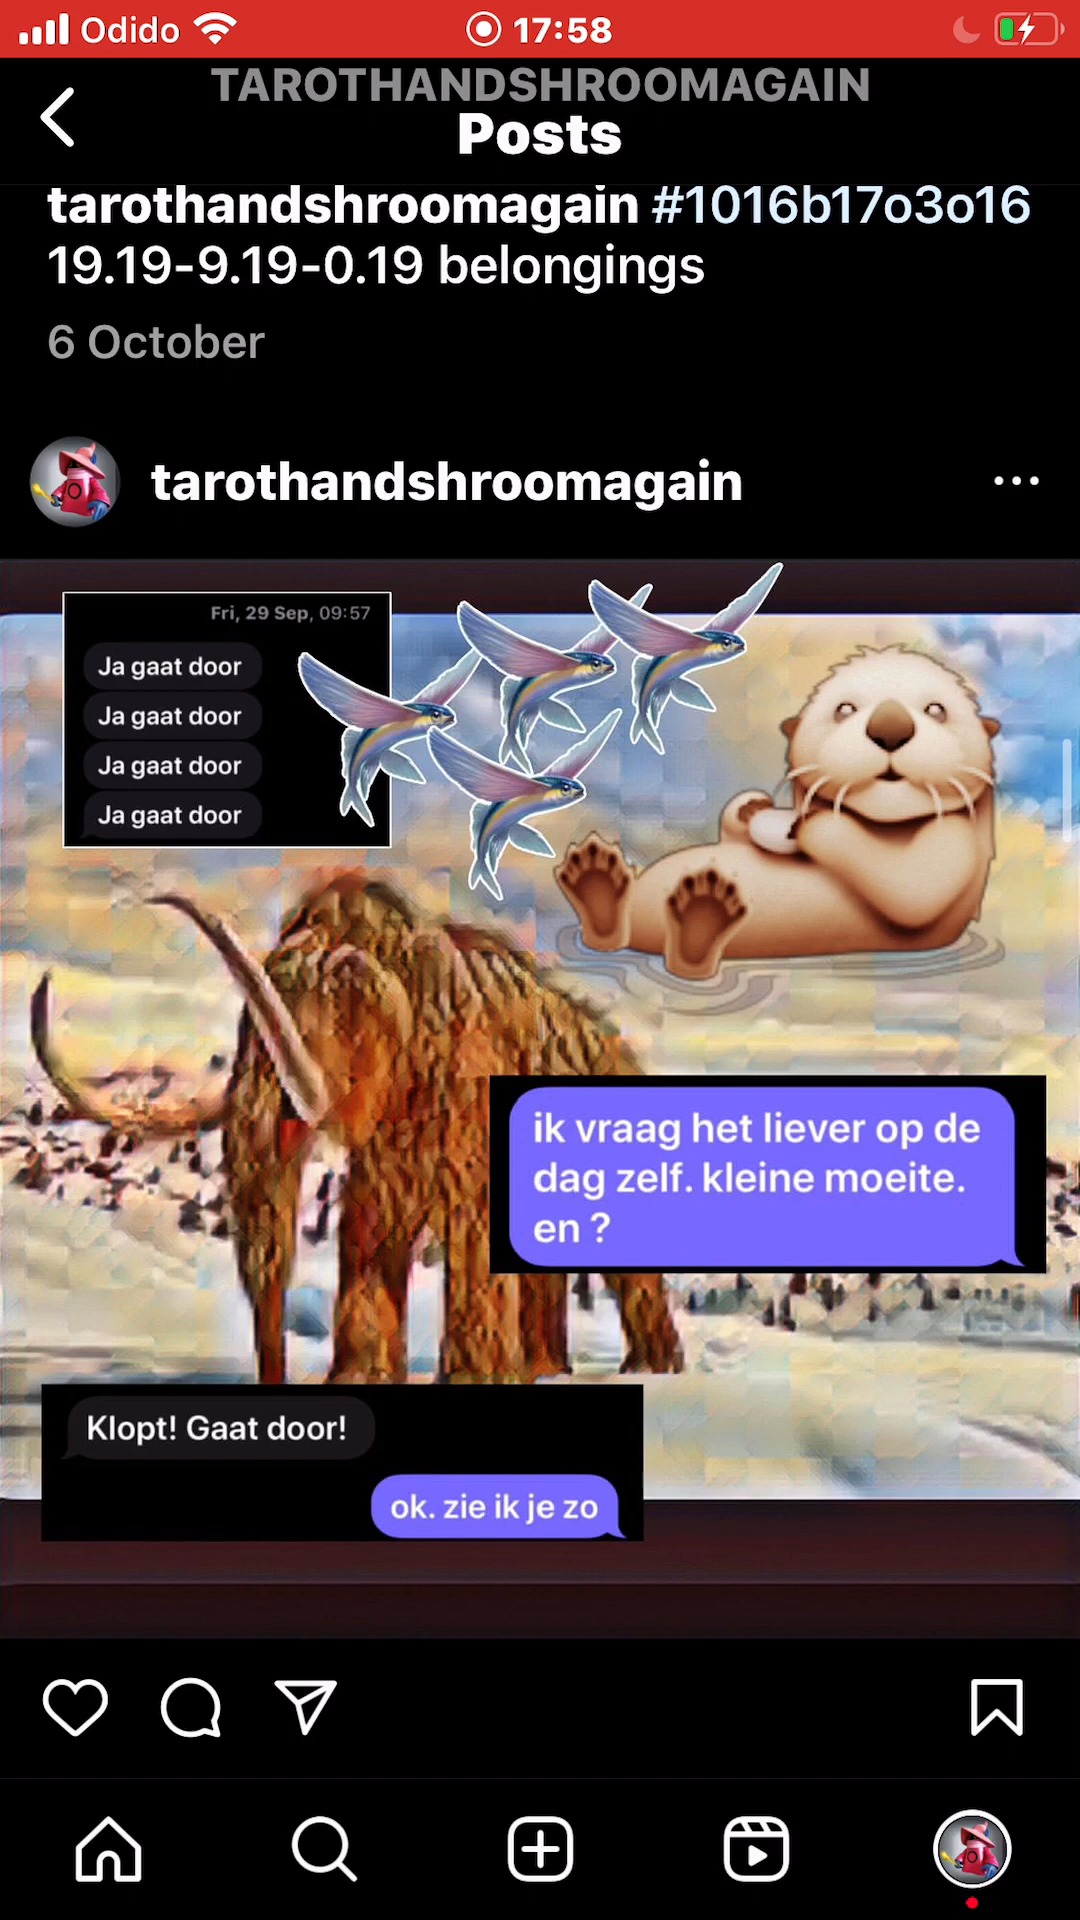 Odido
17:58
TAROTHANDSHROOMAGAIN
Posts
tarothandshroomagain #1016b17o3o16
19.19-9.19-0.19 belongings
6 October
tarothandshroomagain
Fri, 29 Sep, 09:57
Ja gaat door
Ja gaat door
Ja gaat door
Ja gaat door
ik vraag het liever op de
dag zelf. kleine moeite.
en ?
Klopt! Gaat door!
ok. zie ik je zo